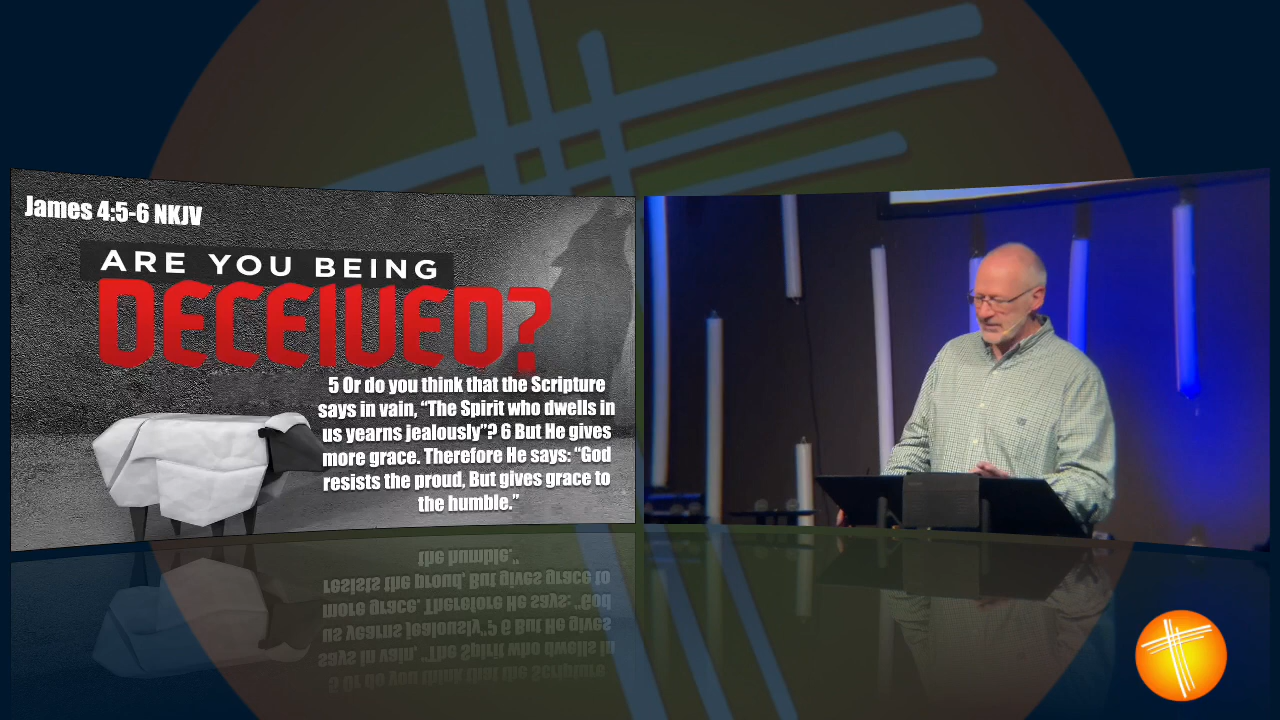 James 4:5-6 NKJV
ARE YOU BEING
DECEIVED?
5 Or do you think that the Scripture
says in vain, “The Spirit who dwells in
us yearns jealously”? 6 But He gives
more grace. Therefore He says: “God
resists the proud, But gives grace to
the humble.”